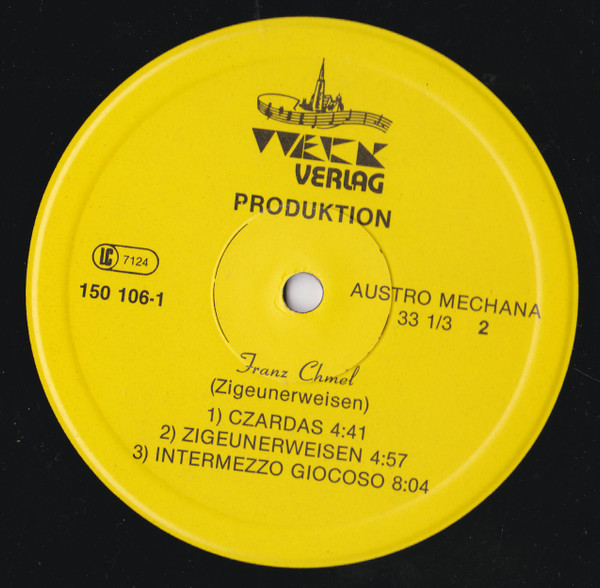 WECK
VERLAG
PRODUKTION
LC 7124
150 106-1
AUSTRO MECHANA
33 1/3 2
Franz Chmel
(Zigeunerweisen)
1) CZARDAS 4:41
2) ZIGEUNERWEISEN 4:57
3) INTERMEZZO GIOCOSO 8:04